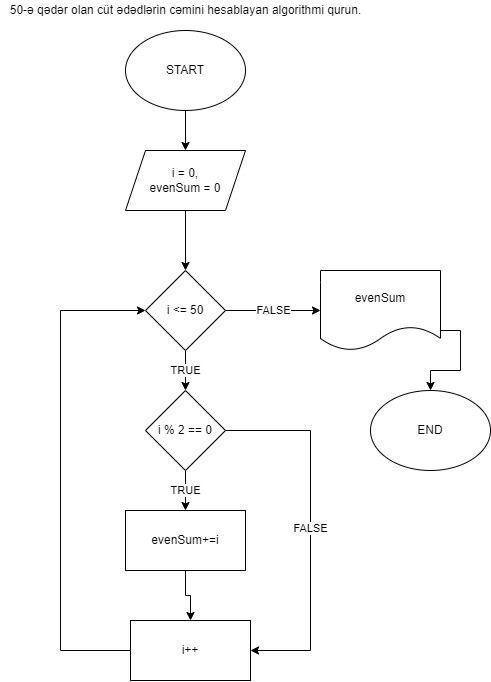 50-ə qədər olan cüt ədədlərin cəmini hesablayan algorithmi qurun.
START
i = 0,
evenSum = 0
i <= 50
FALSE
evenSum
TRUE
i % 2 == 0
END
TRUE
FALSE
evenSum+=i
i++